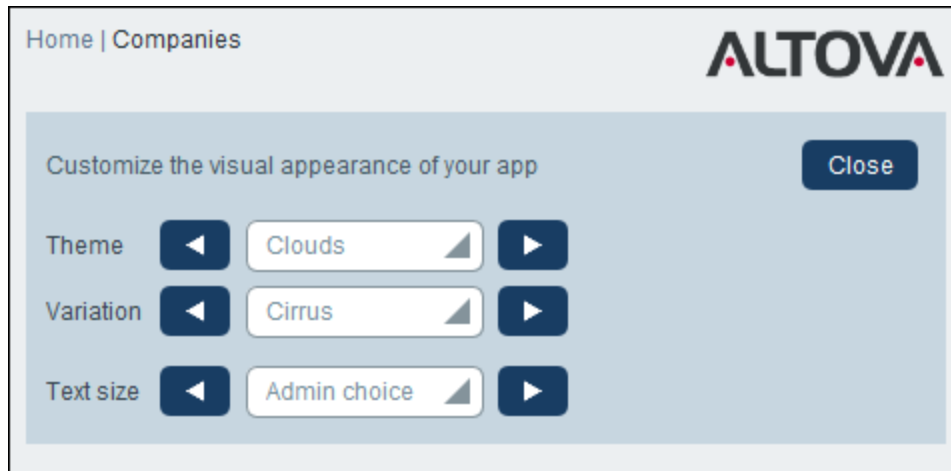 Home | Companies
ALTOVA
Customize the visual appearance of your app
Close
Theme
Clouds
Variation
Cirrus
Text size
Admin choice